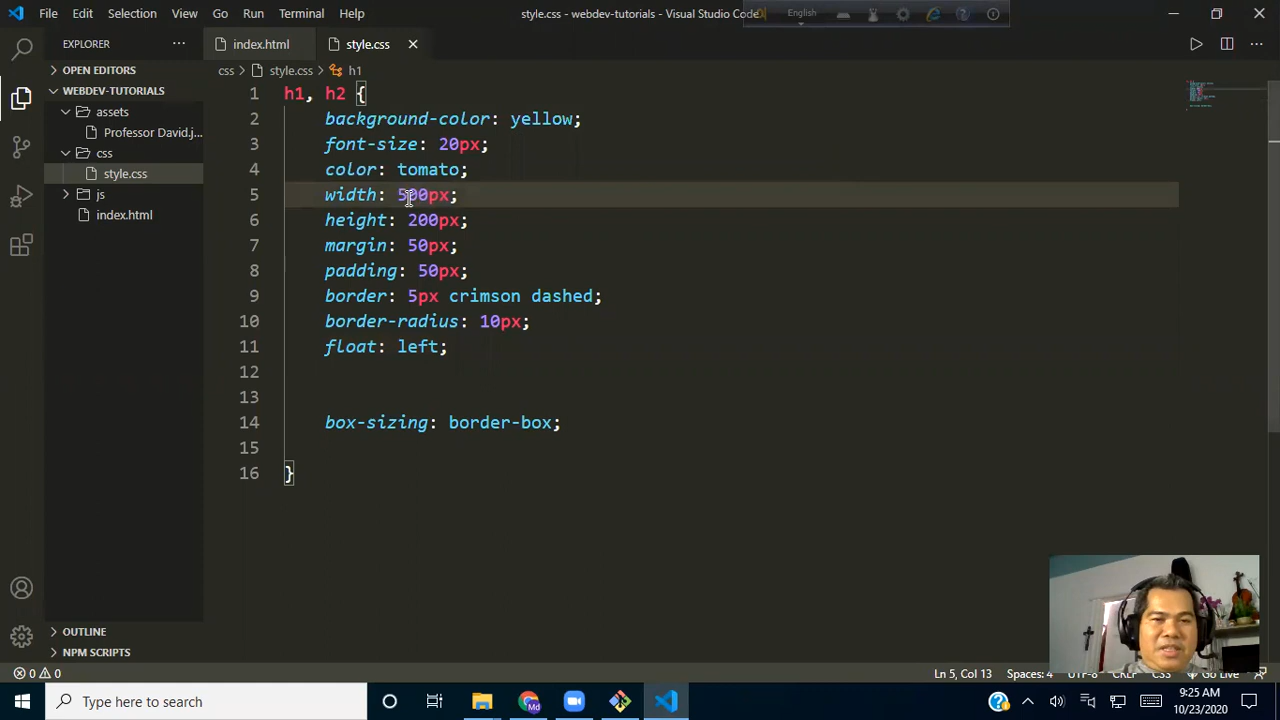 File Edit Selection View Go Run Terminal Help
style.css - webdev-tutorials - Visual Studio Code
English
EXPLORER
index.html
style.css
OPEN EDITORS
WEBDEV-TUTORIALS
assets
Professor David.j...
css
style.css
js
index.html
OUTLINE
NPM SCRIPTS
css > style.css > h1
1 h1, h2 {
2 background-color: yellow;
3 font-size: 20px;
4 color: tomato;
5 width: 500px;
6 height: 200px;
7 margin: 50px;
8 padding: 50px;
9 border: 5px crimson dashed;
10 border-radius: 10px;
11 float: left;
12
13
14 box-sizing: border-box;
15
16 }
0 0
Ln 5, Col 13 Spaces: 4 UTF-8 CRLF CSS Go Live
Type here to search
Md
9:25 AM
10/23/2020